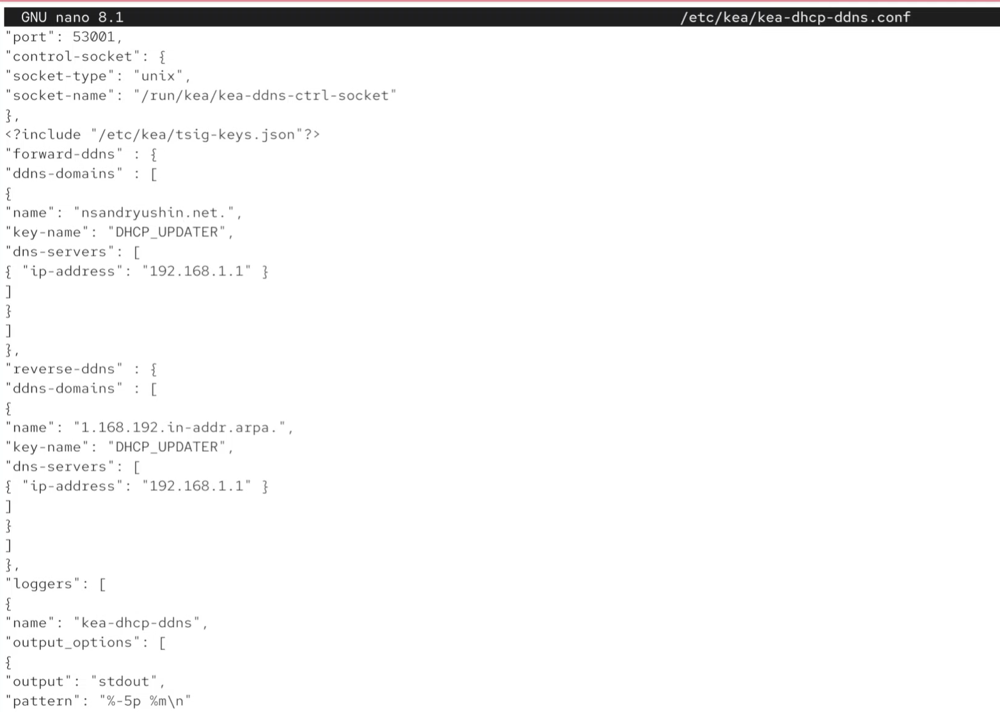 GNU nano 8.1 /etc/kea/kea-dhcp-ddns.conf
"port": 53001,
"control-socket": {
"socket-type": "unix",
"socket-name": "/run/kea/kea-ddns-ctrl-socket"
},
<?include "/etc/kea/tsig-keys.json"?>
"forward-ddns" : {
"ddns-domains" : [
{
"name": "nsandryushin.net.",
"key-name": "DHCP_UPDATER",
"dns-servers": [
{ "ip-address": "192.168.1.1" }
]
}
]
},
"reverse-ddns" : {
"ddns-domains" : [
{
"name": "1.168.192.in-addr.arpa.",
"key-name": "DHCP_UPDATER",
"dns-servers": [
{ "ip-address": "192.168.1.1" }
]
}
]
},
"loggers": [
{
"name": "kea-dhcp-ddns",
"output_options": [
{
"output": "stdout",
"pattern": "%-5p %m\n"